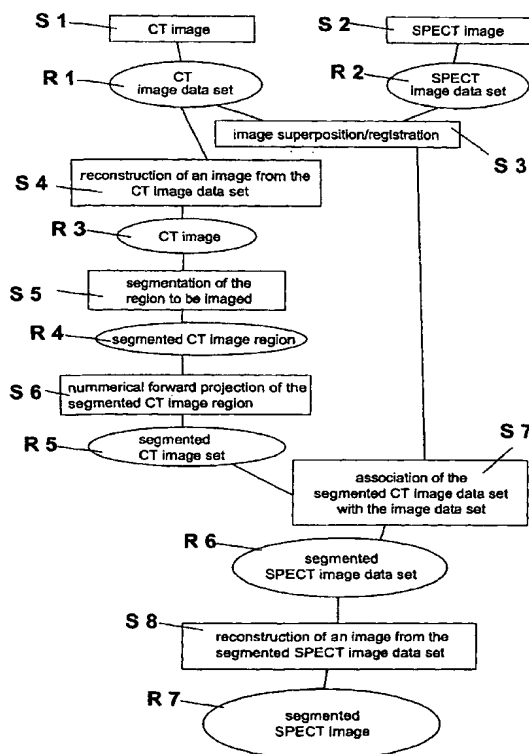 S 1
CT image
S 2
SPECT image
R 1
CT
image data set
R 2
SPECT
image data set
image superposition/registration
S 3
S 4
reconstruction of an image from the
CT image data set
R 3
CT image
S 5
segmentation of the
region to be imaged
R 4
segmented CT image region
S 6
nummerical forward projection of the
segmented CT image region
R 5
segmented
CT image set
S 7
association of the
segmented CT image data set
with the image data set
R 6
segmented
SPECT image data set
S 8
reconstruction of an image from the
segmented SPECT image data set
R 7
segmented
SPECT Image